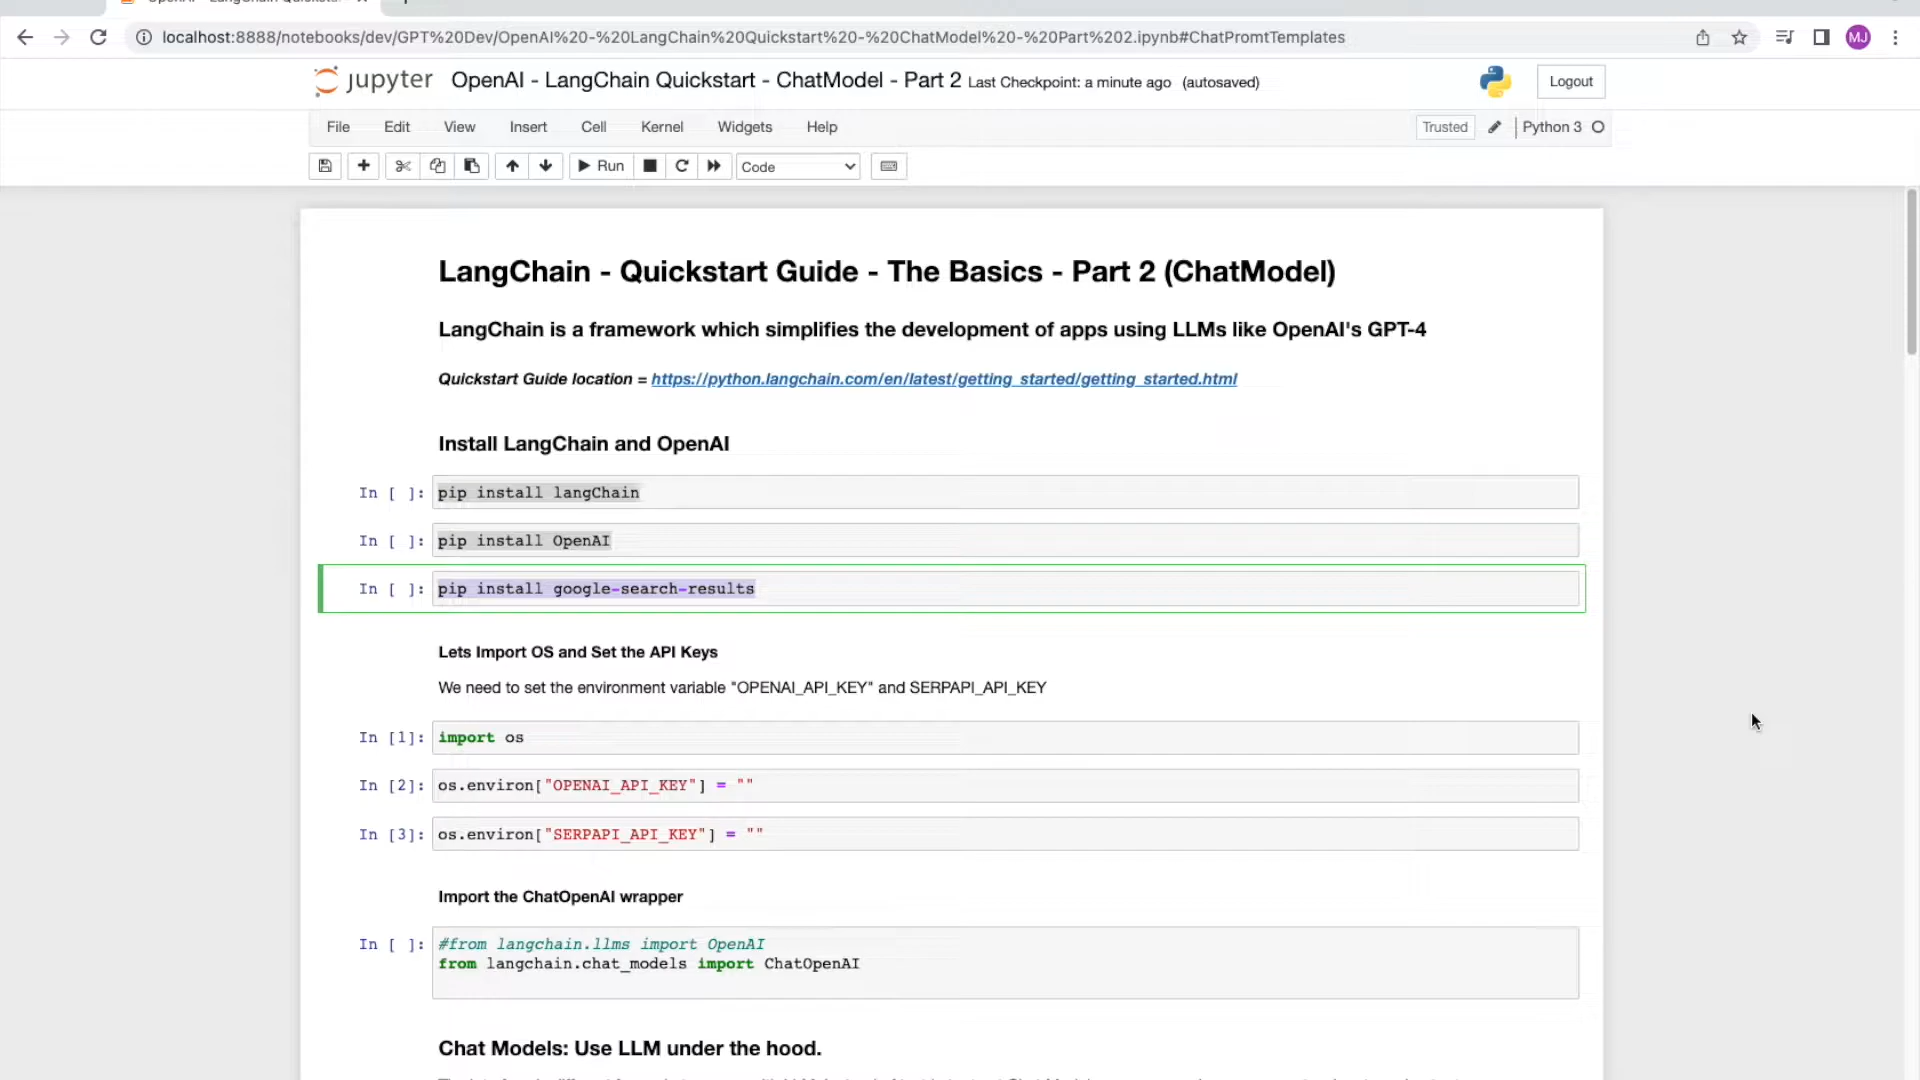 localhost:8888/notebooks/dev/GPT%20Dev/OpenAI%20-%20LangChain%20Quickstart%20-%20ChatModel%20-%20Part%202.ipynb#ChatPromtTemplates
MJ
jupyter OpenAI - LangChain Quickstart - ChatModel - Part 2 Last Checkpoint: a minute ago (autosaved)
Logout
File Edit View Insert Cell Kernel Widgets Help
Trusted Python 3
Run Code
LangChain - Quickstart Guide - The Basics - Part 2 (ChatModel)
LangChain is a framework which simplifies the development of apps using LLMs like OpenAI's GPT-4
Quickstart Guide location = https://python.langchain.com/en/latest/getting_started/getting_started.html
Install LangChain and OpenAI
In [ ]: pip install langChain
In [ ]: pip install OpenAI
In [ ]: pip install google-search-results
Lets Import OS and Set the API Keys
We need to set the environment variable "OPENAI_API_KEY" and SERPAPI_API_KEY
In [1]: import os
In [2]: os.environ["OPENAI_API_KEY"] = ""
In [3]: os.environ["SERPAPI_API_KEY"] = ""
Import the ChatOpenAI wrapper
In [ ]: #from langchain.llms import OpenAI
from langchain.chat_models import ChatOpenAI
Chat Models: Use LLM under the hood.